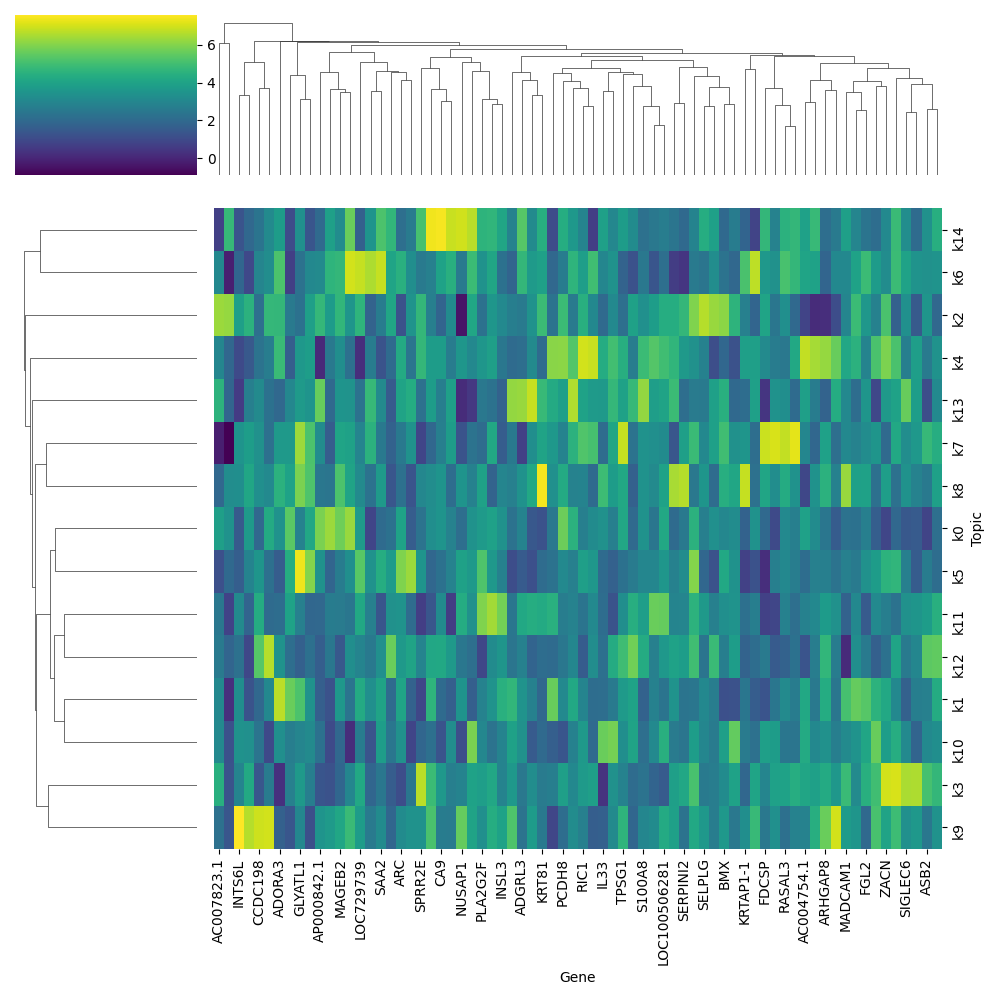 6
4
2
0
k14
k6
k2
k4
k13
k7
k8
k0
k5
k11
k12
k1
k10
k3
k9
Topic
AC007823.1
INTS6L
CCDC198
ADORA3
GLYATL1
AP000842.1
MAGEB2
LOC729739
SAA2
ARC
SPRR2E
CA9
NUSAP1
PLA2G2F
INSL3
ADGRL3
KRT81
PCDH8
RIC1
IL33
TPSG1
S100A8
LOC100506281
SERPINI2
SELPLG
BMX
KRTAP1-1
FDCSP
RASAL3
AC004754.1
ARHGAP8
MADCAM1
FGL2
ZACN
SIGLEC6
ASB2
Gene